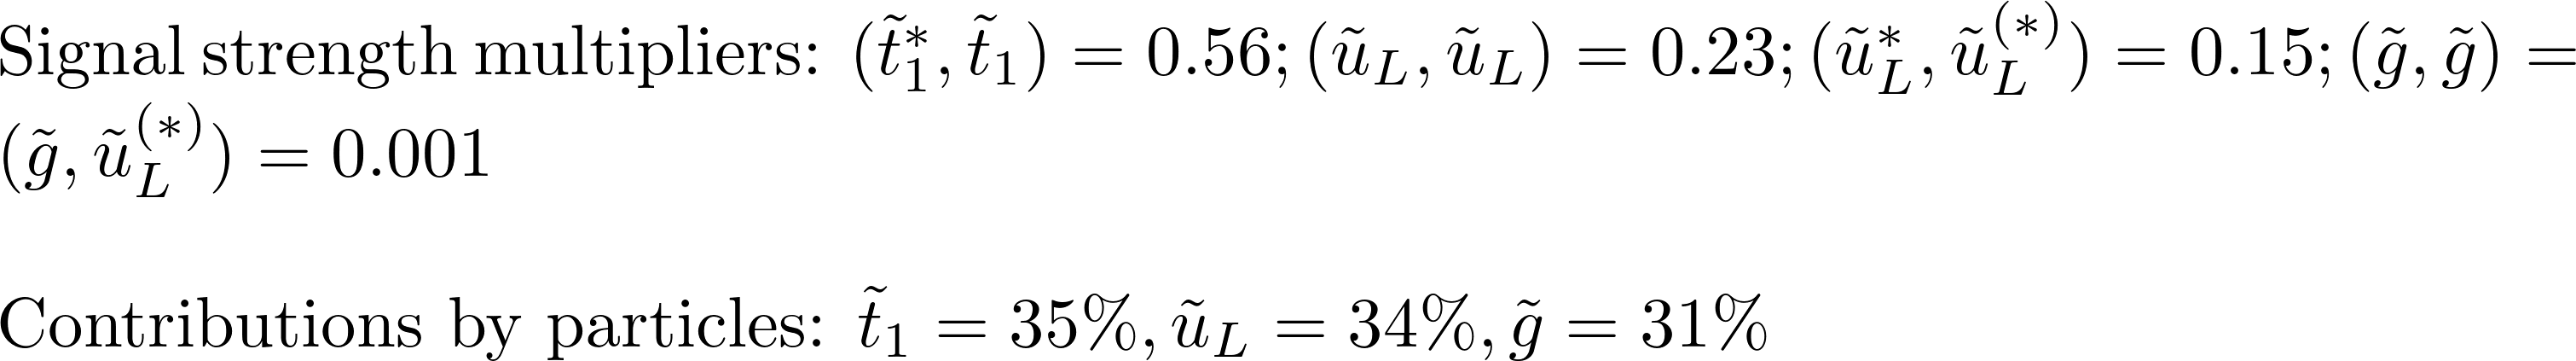 Signal strength multipliers: $(\tilde{t}_1^*, \tilde{t}_1) = 0.56; (\tilde{u}_L, \tilde{u}_L) = 0.23; (\tilde{u}_L^*, \tilde{u}_L^{(*)}) = 0.15; (\tilde{g}, \tilde{g}) =$
$(\tilde{g}, \tilde{u}_L^{(*)}) = 0.001$
Contributions by particles: $\tilde{t}_1 = 35\%, \tilde{u}_L = 34\%, \tilde{g} = 31\%$